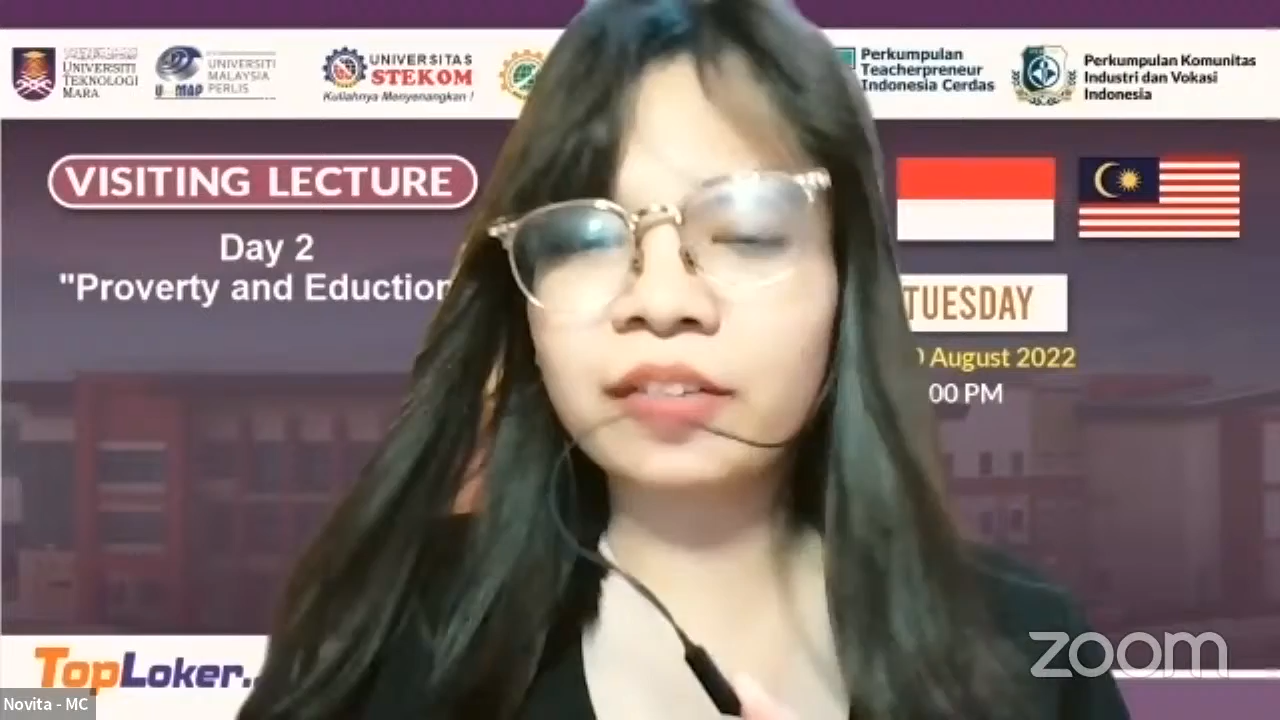 UNIVERSITI
TEKNOLOGI
MARA
UNIVERSITI
MALAYSIA
PERLIS
UniMAP
UNIVERSITAS
STEKOM
Kuliahnya Menyenangkan !
Perkumpulan
Teacherpreneur
Indonesia Cerdas
Perkumpulan Komunitas
Industri dan Vokasi
Indonesia
VISITING LECTURE
Day 2
"Proverty and Eduction
TUESDAY
August 2022
00 PM
TopLoker.
Novita - MC
zoom